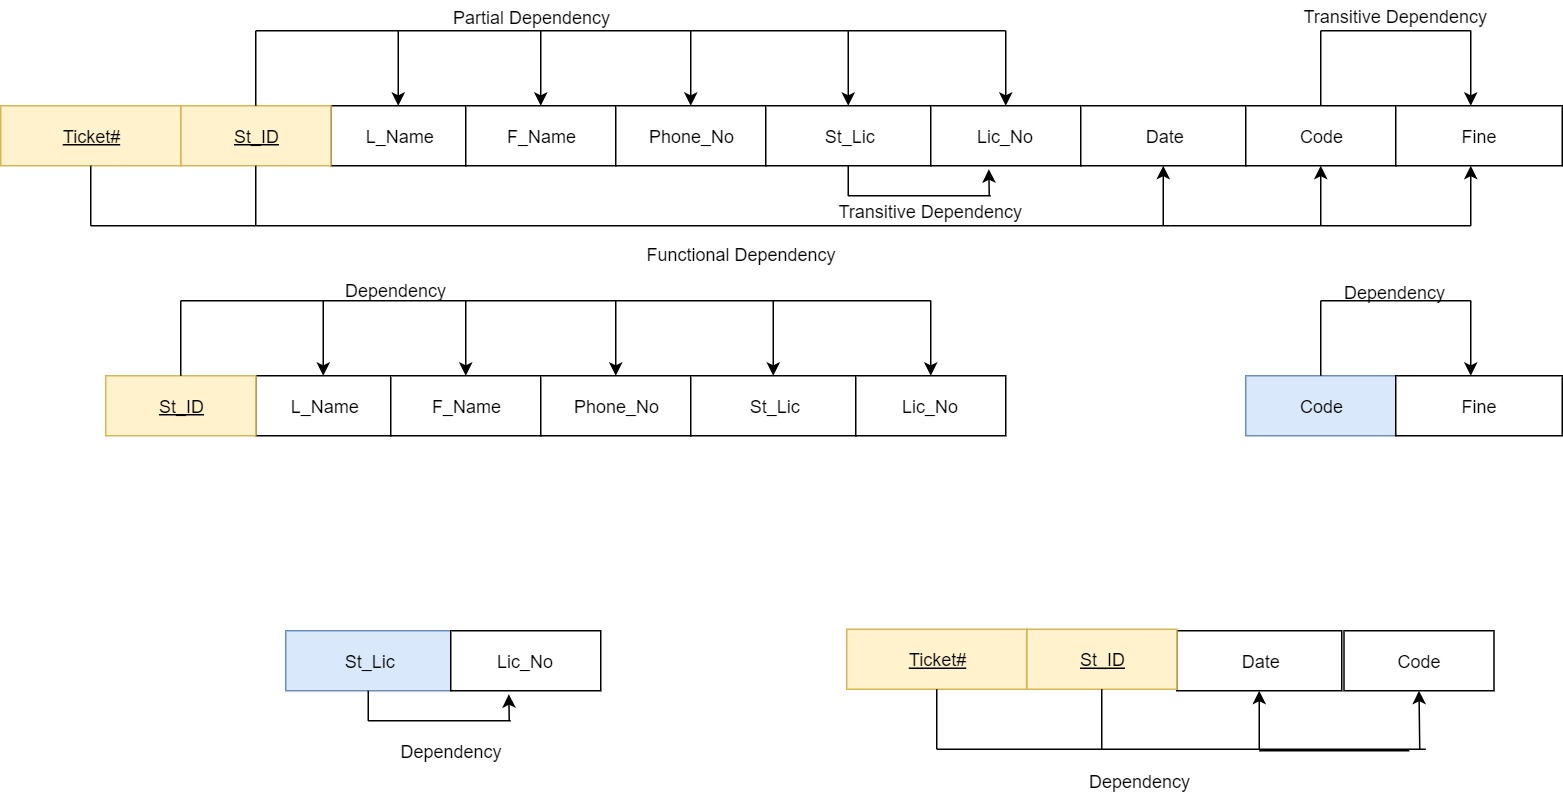 Partial Dependency
Transitive Dependency
Ticket# St_ID L_Name F_Name Phone_No St_Lic Lic_No Date Code Fine
Transitive Dependency
Functional Dependency
Dependency
Dependency
St_ID L_Name F_Name Phone_No St_Lic Lic_No
Code Fine
St_Lic Lic_No
Ticket# St_ID Date Code
Dependency
Dependency